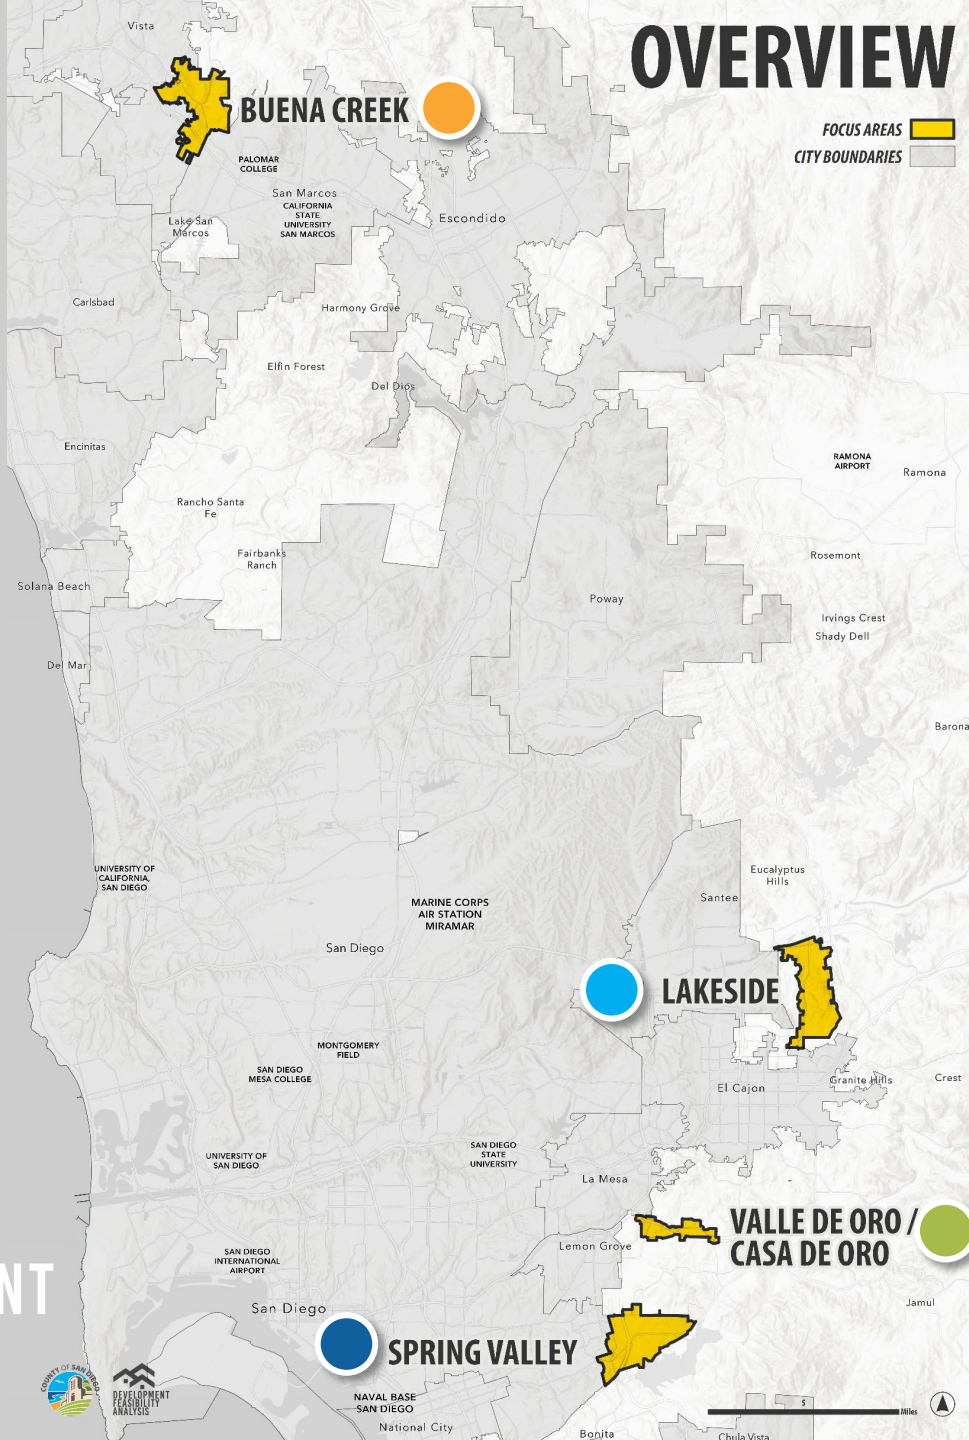 OVERVIEW
Vista
BUENA CREEK
FOCUS AREAS
CITY BOUNDARIES
PALOMAR
COLLEGE
San Marcos
CALIFORNIA
STATE
UNIVERSITY
SAN MARCOS
Lake San
Marcos
Escondido
Carlsbad
Harmony Grove
Elfin Forest
Del Dios
Encinitas
RAMONA
AIRPORT
Ramona
Rancho Santa
Fe
Fairbanks
Ranch
Rosemont
Solana Beach
Poway
Irvings Crest
Shady Dell
Del Mar
Barona
UNIVERSITY OF
CALIFORNIA,
SAN DIEGO
Eucalyptus
Hills
MARINE CORPS
AIR STATION
MIRAMAR
Santee
San Diego
LAKESIDE
MONTGOMERY
FIELD
SAN DIEGO
MESA COLLEGE
El Cajon
Granite Hills
Crest
UNIVERSITY OF
SAN DIEGO
SAN DIEGO
STATE
UNIVERSITY
La Mesa
VALLE DE ORO /
CASA DE ORO
Lemon Grove
SAN DIEGO
INTERNATIONAL
AIRPORT
NT
San Diego
Jamul
SPRING VALLEY
COUNTY OF SAN DIEGO
DEVELOPMENT
FEASIBILITY
ANALYSIS
NAVAL BASE
SAN DIEGO
National City
Bonita
5
Miles
Chula Vista